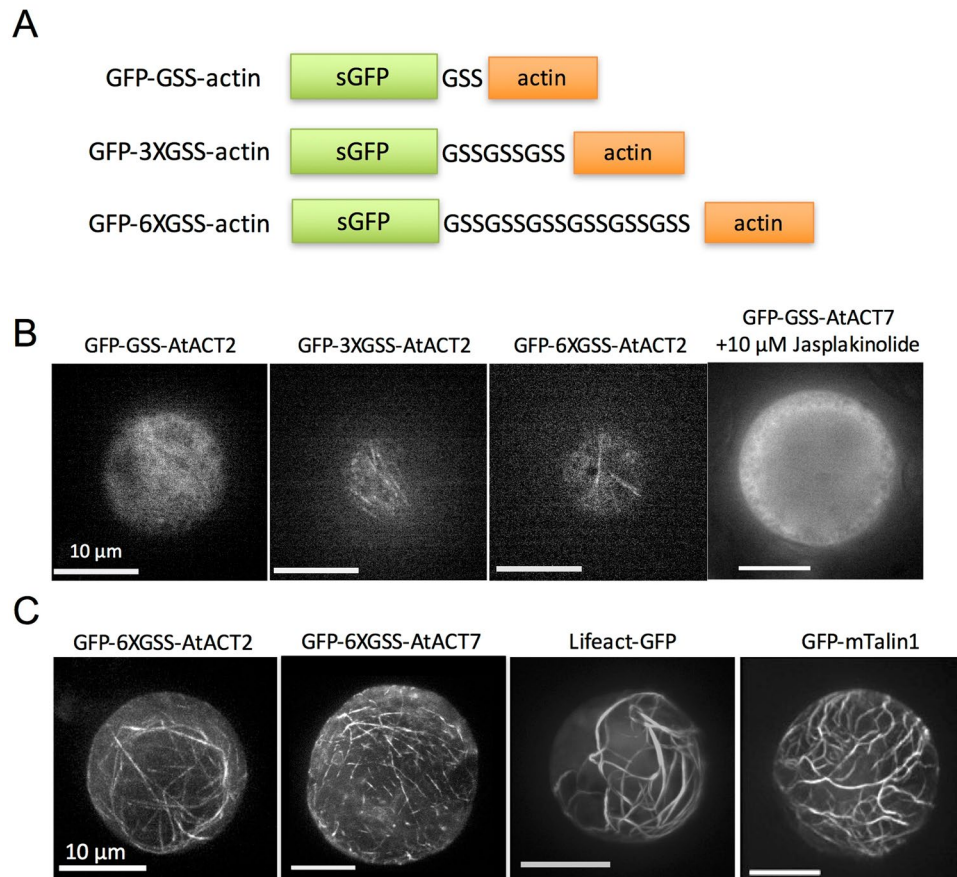 A
GFP-GSS-actin sGFP GSS actin
GFP-3XGSS-actin sGFP GSSGSSGSS actin
GFP-6XGSS-actin sGFP GSSGSSGSSGSSGSSGSS actin
B
GFP-GSS-AtACT2 GFP-3XGSS-AtACT2 GFP-6XGSS-AtACT2 GFP-GSS-AtACT7
+10 μM Jasplakinolide
10 μm
C
GFP-6XGSS-AtACT2 GFP-6XGSS-AtACT7 Lifeact-GFP GFP-mTalin1
10 μm